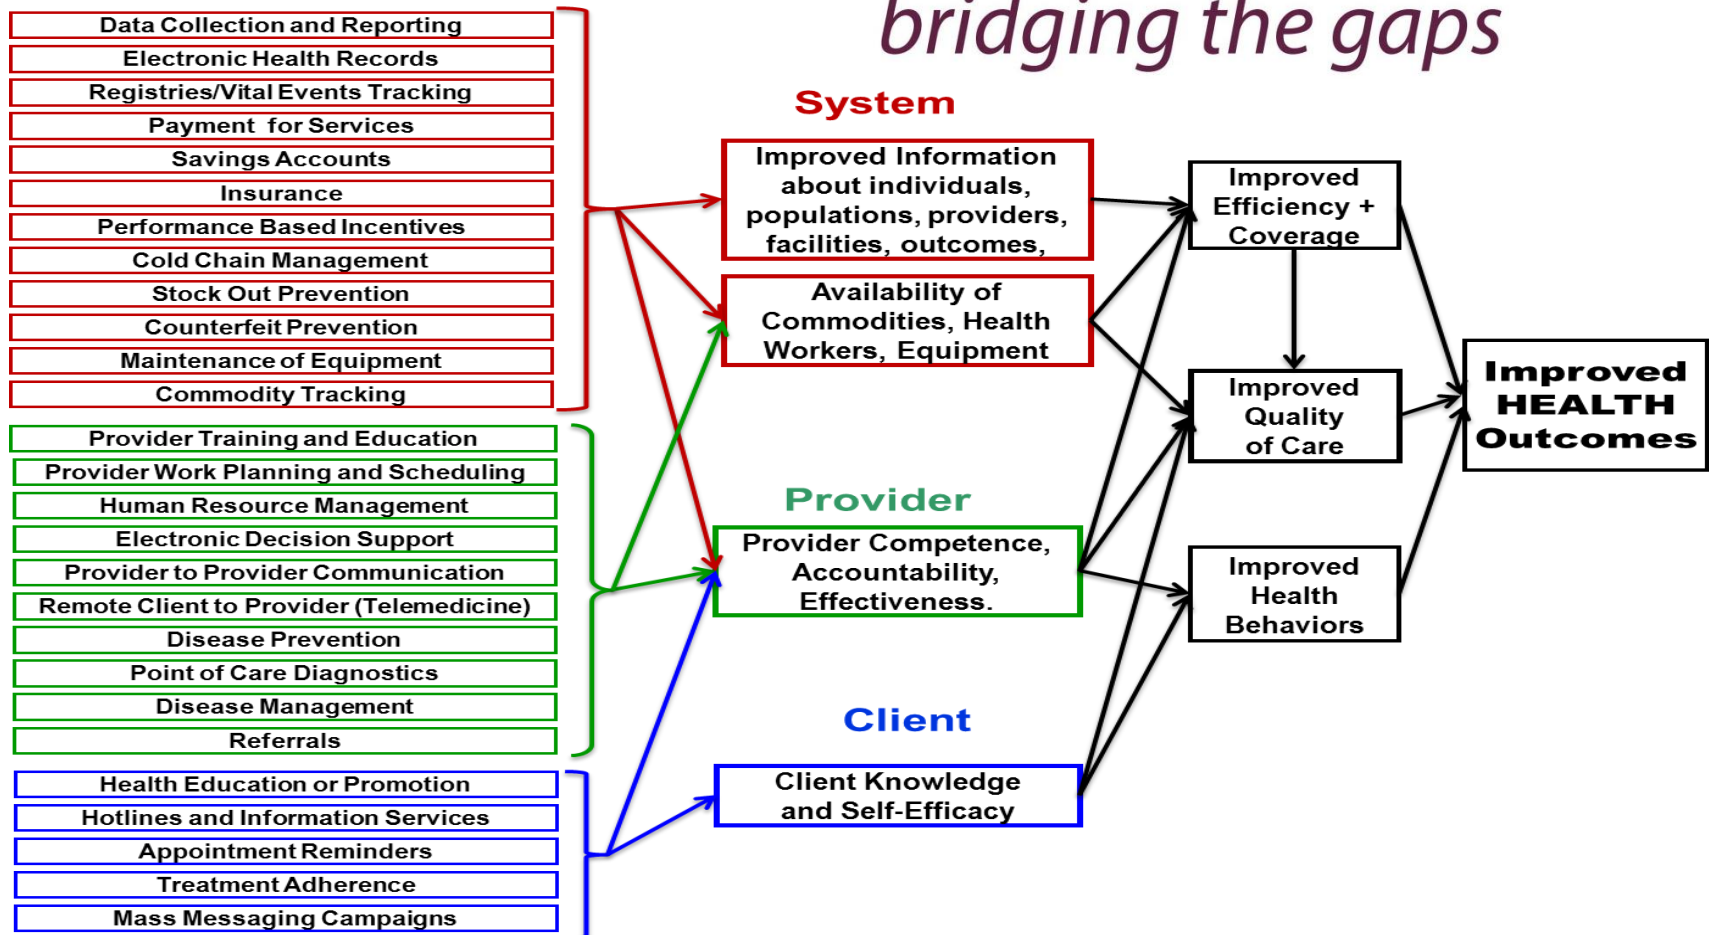 bridging the gaps
Data Collection and Reporting
Electronic Health Records
Registries/Vital Events Tracking
Payment for Services
Savings Accounts
Insurance
Performance Based Incentives
Cold Chain Management
Stock Out Prevention
Counterfeit Prevention
Maintenance of Equipment
Commodity Tracking
Provider Training and Education
Provider Work Planning and Scheduling
Human Resource Management
Electronic Decision Support
Provider to Provider Communication
Remote Client to Provider (Telemedicine)
Disease Prevention
Point of Care Diagnostics
Disease Management
Referrals
Health Education or Promotion
Hotlines and Information Services
Appointment Reminders
Treatment Adherence
Mass Messaging Campaigns
System
Improved Information
about individuals,
populations, providers,
facilities, outcomes,
Availability of
Commodities, Health
Workers, Equipment
Provider
Provider Competence,
Accountability,
Effectiveness.
Client
Client Knowledge
and Self-Efficacy
Improved
Efficiency +
Coverage
Improved
Quality
of Care
Improved
Health
Behaviors
Improved
HEALTH
Outcomes